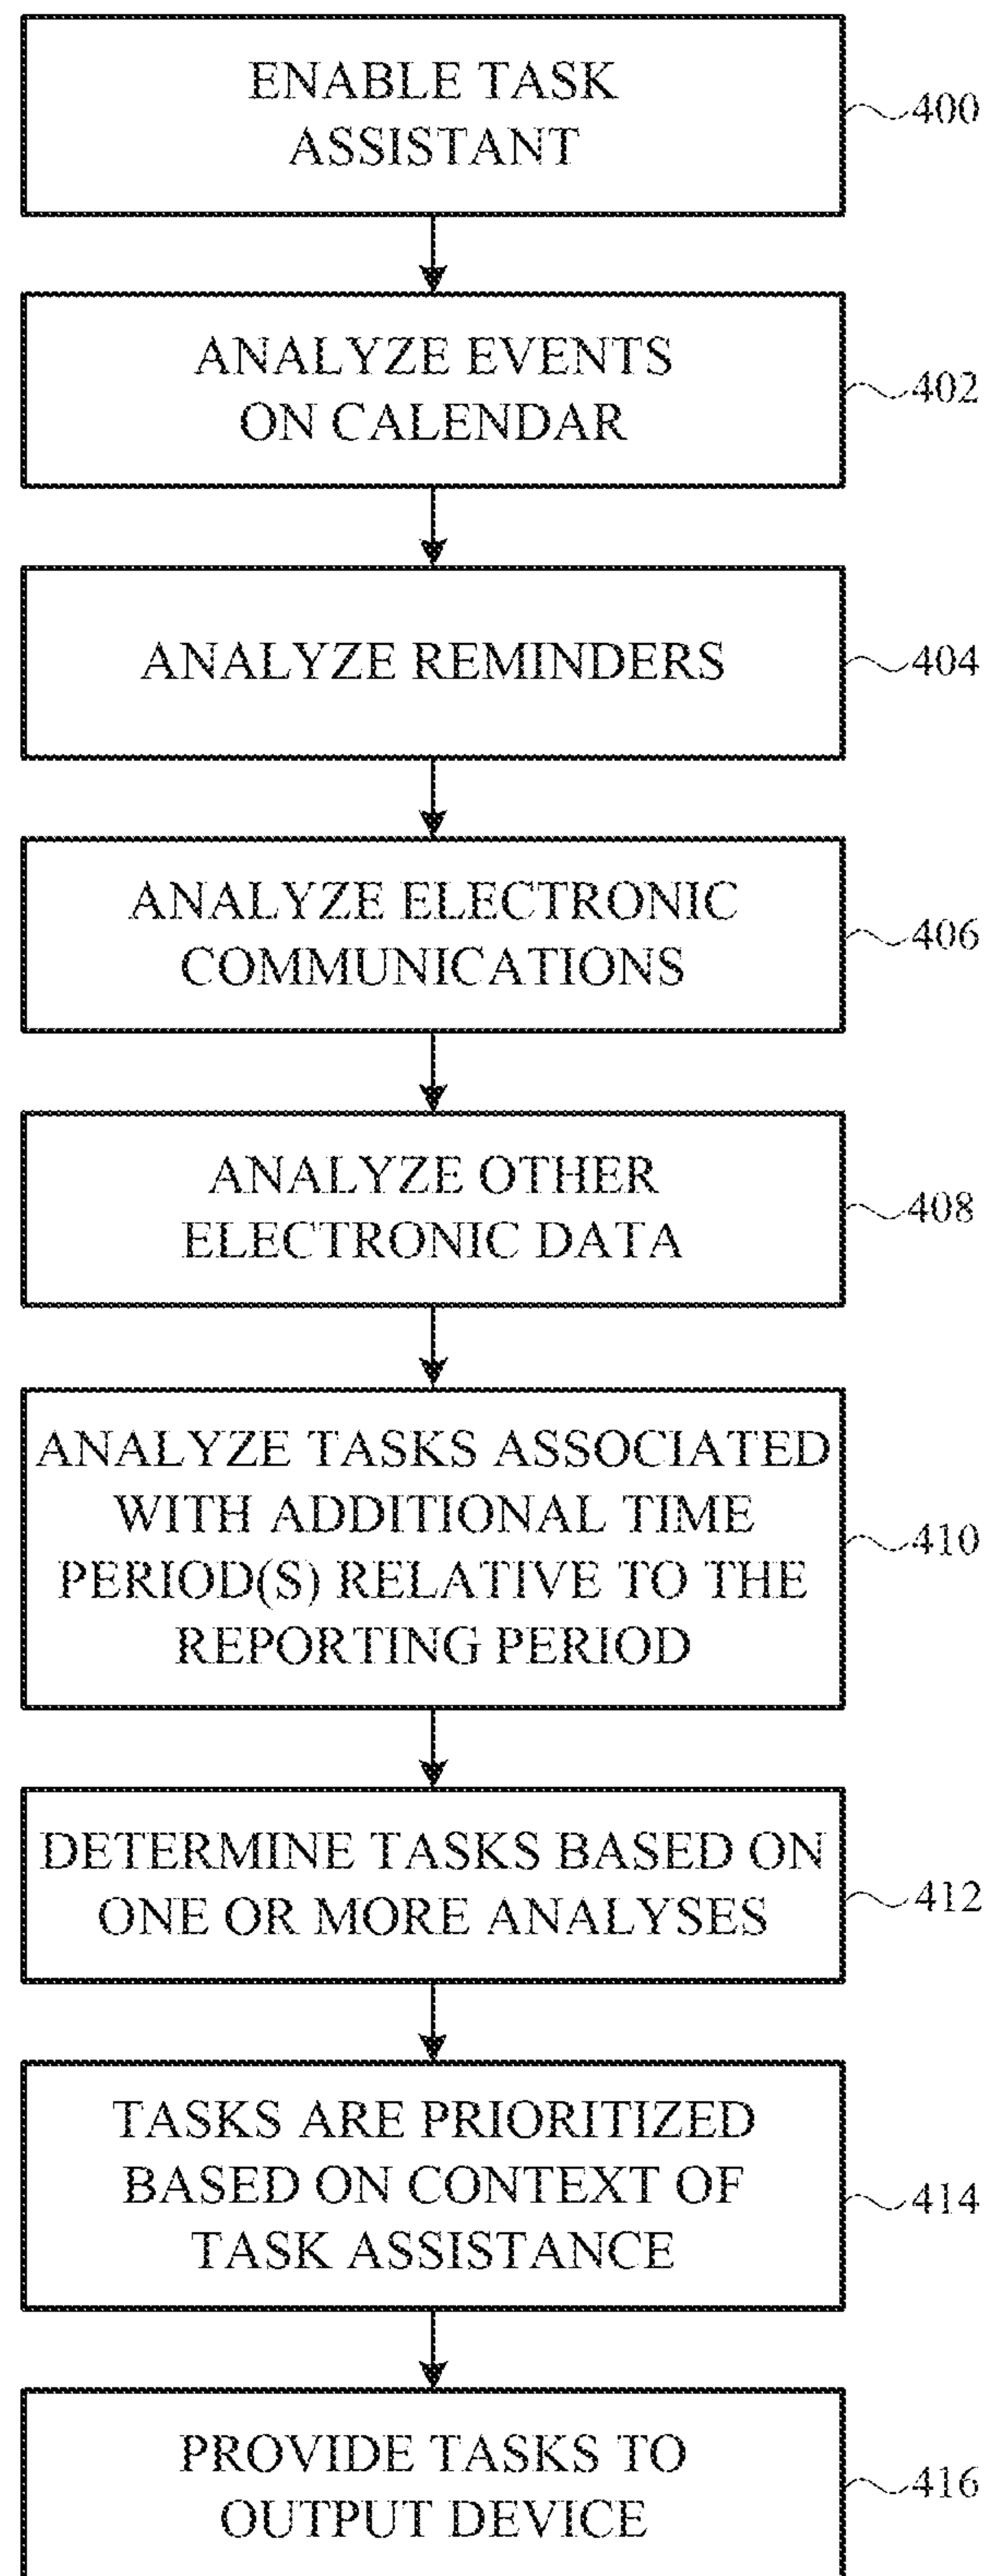 ENABLE TASK
ASSISTANT
400
ANALYZE EVENTS
ON CALENDAR
402
ANALYZE REMINDERS
404
ANALYZE ELECTRONIC
COMMUNICATIONS
406
ANALYZE OTHER
ELECTRONIC DATA
408
ANALYZE TASKS ASSOCIATED
WITH ADDITIONAL TIME
PERIOD(S) RELATIVE TO THE
REPORTING PERIOD
410
DETERMINE TASKS BASED ON
ONE OR MORE ANALYSES
412
TASKS ARE PRIORITIZED
BASED ON CONTEXT OF
TASK ASSISTANCE
414
PROVIDE TASKS TO
OUTPUT DEVICE
416